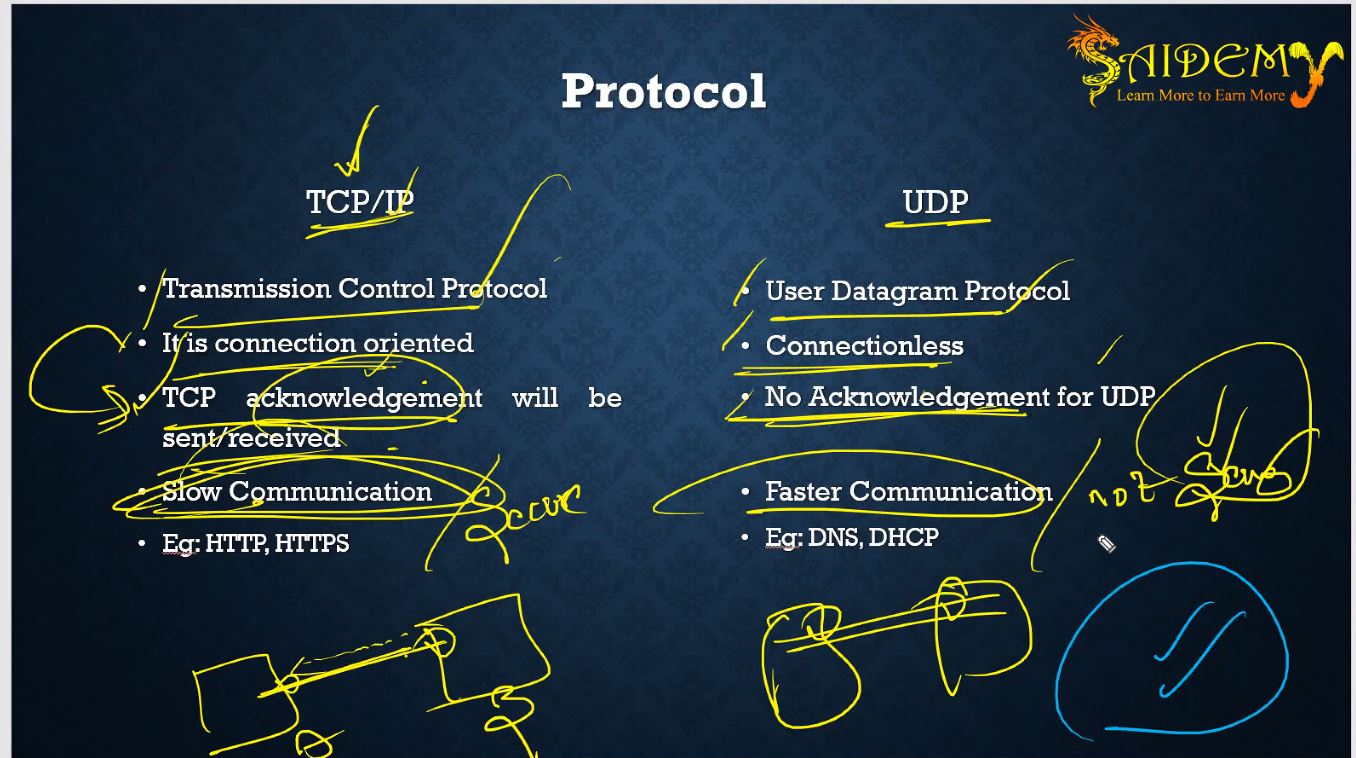 SAIDEMY
Learn More to Earn More
Protocol
TCP/IP
• Transmission Control Protocol
• It is connection oriented
• TCP acknowledgement will be
sent/received
• Slow Communication
• Eg: HTTP, HTTPS
UDP
• User Datagram Protocol
• Connectionless
• No Acknowledgement for UDP
• Faster Communication
• Eg: DNS, DHCP
not